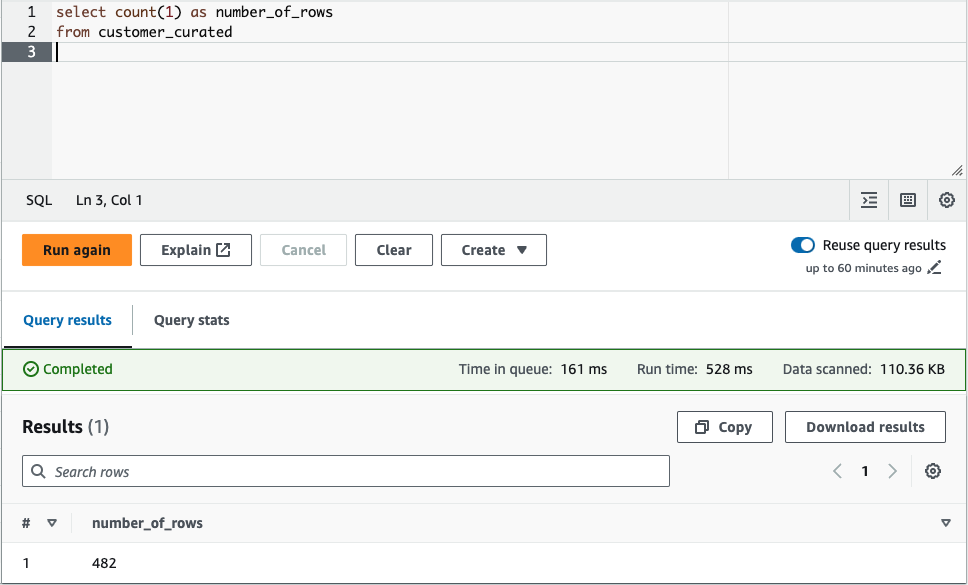 1 select count(1) as number_of_rows
2 from customer_curated
3
SQL Ln 3, Col 1
Run again Explain Cancel Clear Create Reuse query results
up to 60 minutes ago
Query results Query stats
Completed Time in queue: 161 ms Run time: 528 ms Data scanned: 110.36 KB
Results (1) Copy Download results
Search rows 1
# number_of_rows
1 482